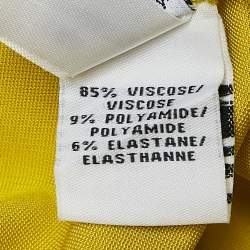 85% VISCOSE/
VISCOSE
9% POLYAMIDE/
POLYAMIDE
6% ELASTANE/
ELASTHANNE